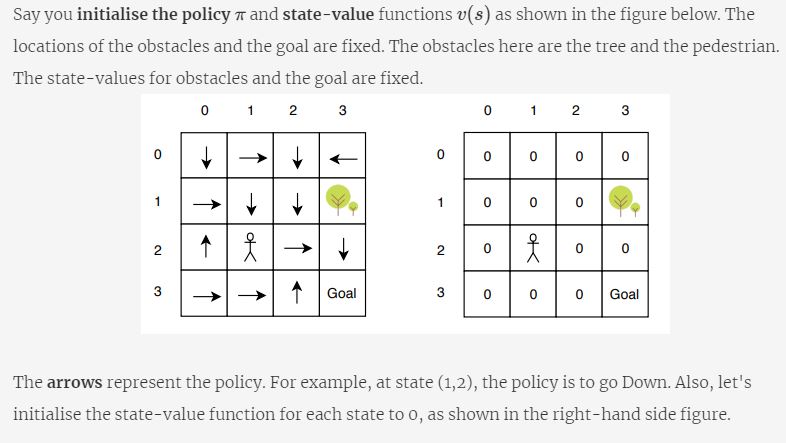 Say you initialise the policy π and state-value functions v(s) as shown in the figure below. The
locations of the obstacles and the goal are fixed. The obstacles here are the tree and the pedestrian.
The state-values for obstacles and the goal are fixed.
0 1 2 3 0 1 2 3
0 ↓ → ↓ ← 0 0 0 0 0
1 → ↓ ↓ 1 0 0 0
2 ↑ → ↓ 2 0 0 0
3 → → ↑ Goal 3 0 0 0 Goal
The arrows represent the policy. For example, at state (1,2), the policy is to go Down. Also, let's
initialise the state-value function for each state to 0, as shown in the right-hand side figure.